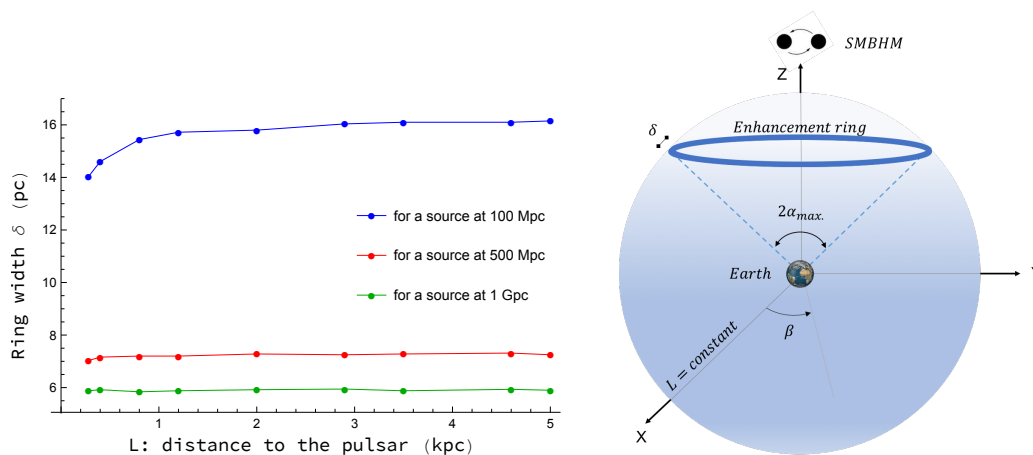 16
14
12
10
8
6
Ring width δ (pc)
for a source at 100 Mpc
for a source at 500 Mpc
for a source at 1 Gpc
1
2
3
4
5
L: distance to the pulsar (kpc)
SMBHM
Z
δ
Enhancement ring
2α_max.
Earth
Y
β
L = constant
X